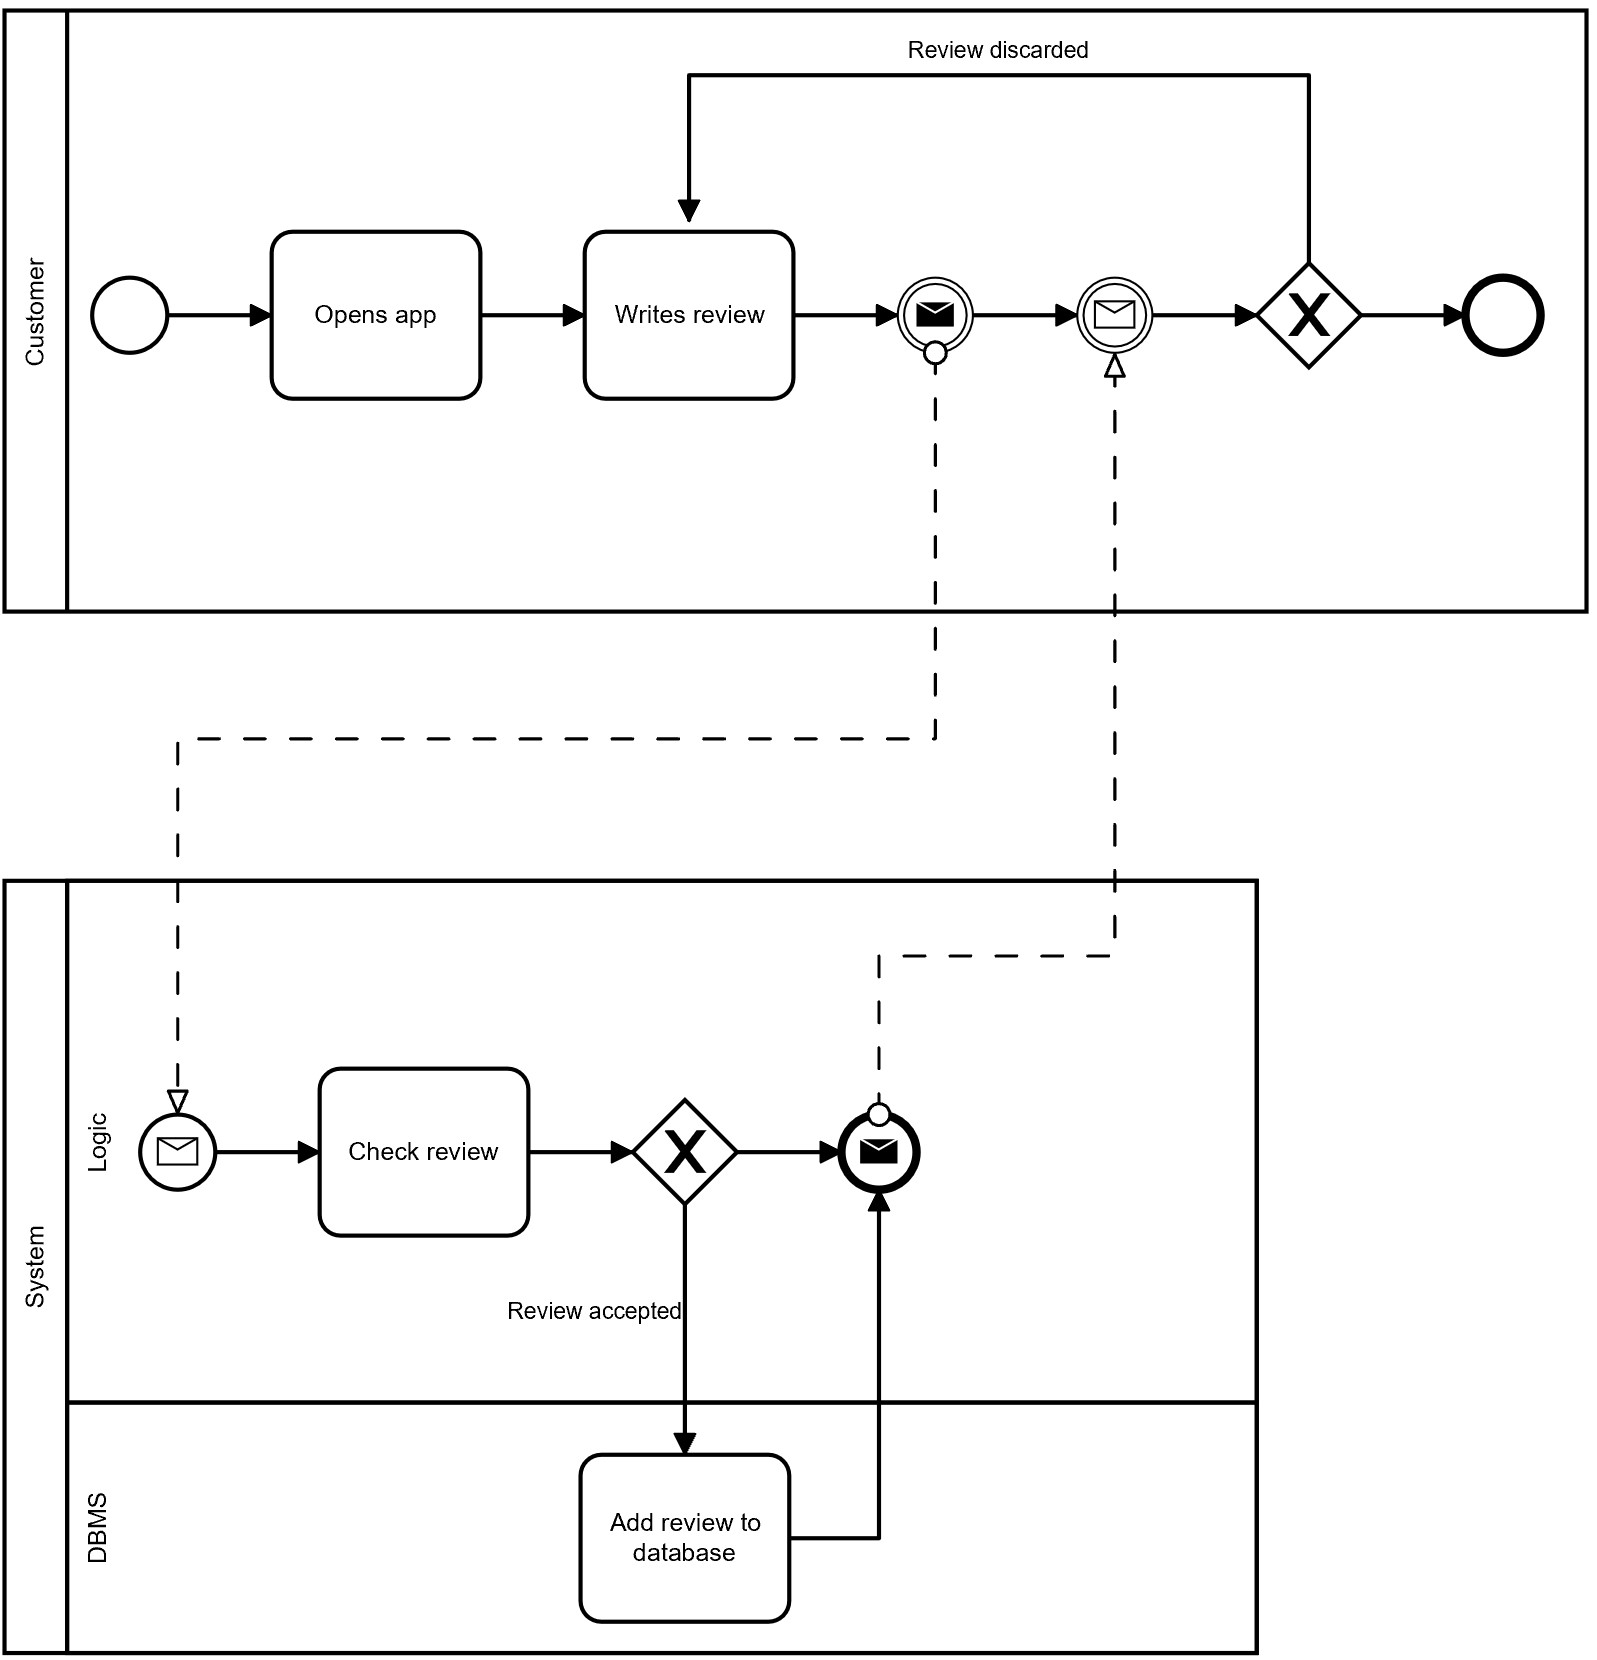 Review discarded
Customer
Opens app
Writes review
System
Logic
Check review
Review accepted
DBMS
Add review to
database